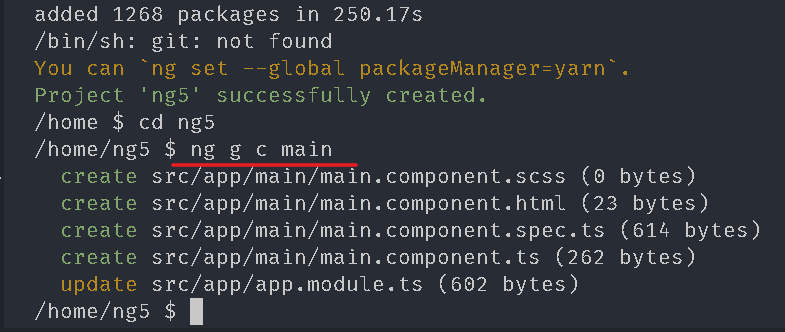 added 1268 packages in 250.17s
/bin/sh: git: not found
You can `ng set --global packageManager=yarn`.
Project 'ng5' successfully created.
/home $ cd ng5
/home/ng5 $ ng g c main
  create src/app/main/main.component.scss (0 bytes)
  create src/app/main/main.component.html (23 bytes)
  create src/app/main/main.component.spec.ts (614 bytes)
  create src/app/main/main.component.ts (262 bytes)
  update src/app/app.module.ts (602 bytes)
/home/ng5 $